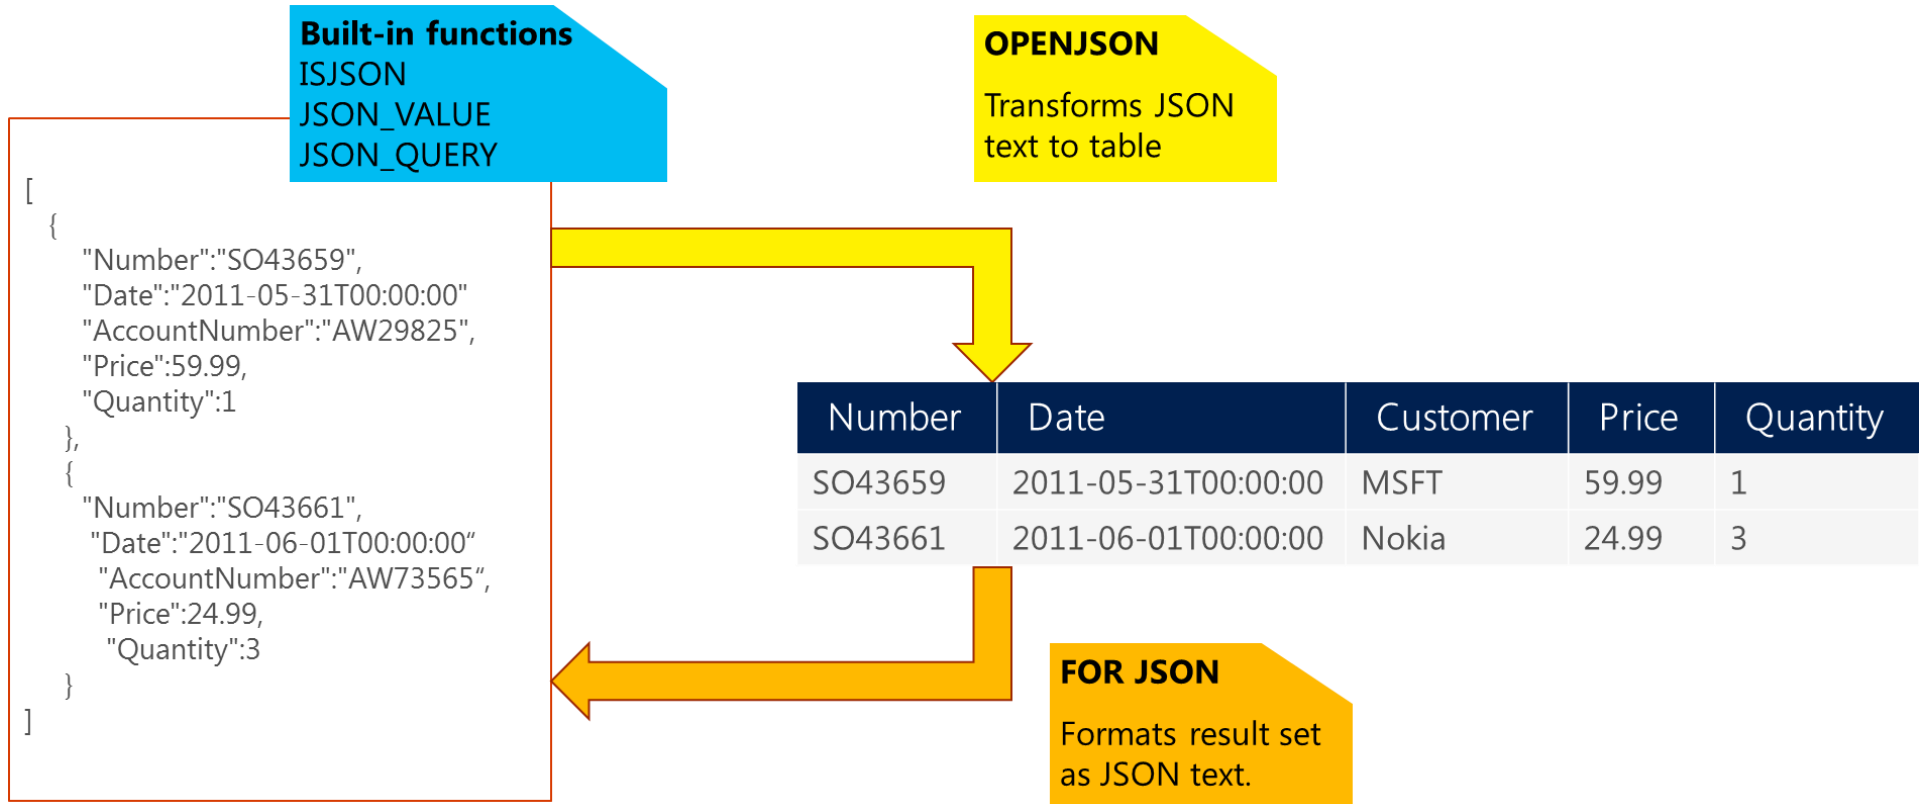 Built-in functions
ISJSON
JSON_VALUE
JSON_QUERY
OPENJSON
Transforms JSON
text to table
[
{
"Number":"SO43659",
"Date":"2011-05-31T00:00:00"
"AccountNumber":"AW29825",
"Price":59.99,
"Quantity":1
},
{
"Number":"SO43661",
"Date":"2011-06-01T00:00:00“
"AccountNumber":"AW73565“,
"Price":24.99,
"Quantity":3
}
]
Number Date Customer Price Quantity
SO43659 2011-05-31T00:00:00 MSFT 59.99 1
SO43661 2011-06-01T00:00:00 Nokia 24.99 3
FOR JSON
Formats result set
as JSON text.